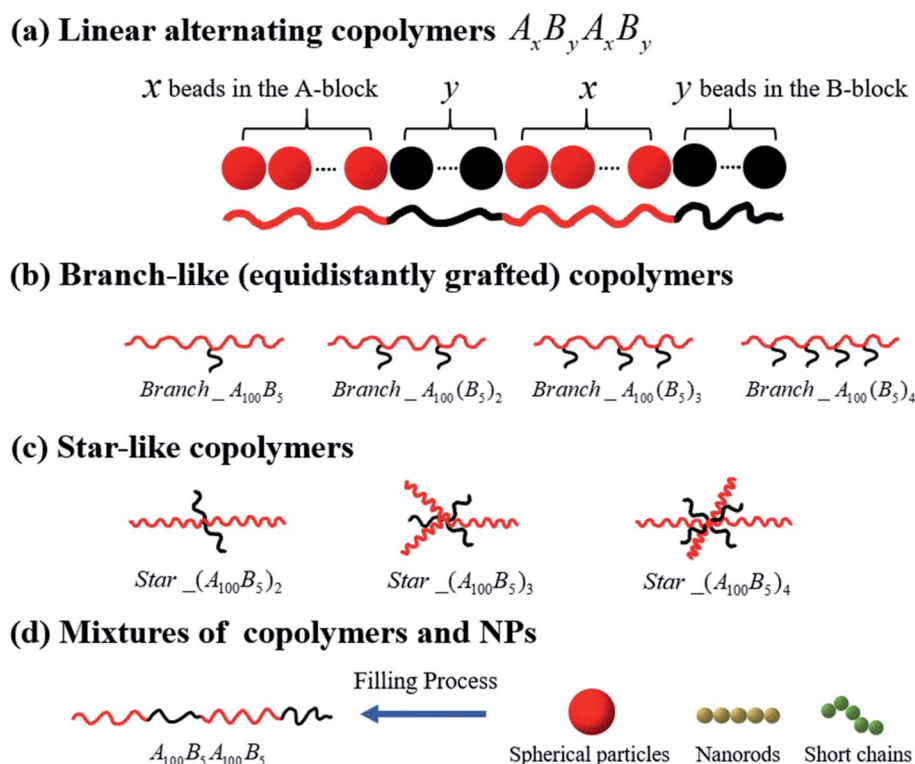 (a) Linear alternating copolymers AₓBᵧAₓBᵧ
x beads in the A-block y x y beads in the B-block
(b) Branch-like (equidistantly grafted) copolymers
Branch_A₁₀₀B₅ Branch_A₁₀₀(B₅)₂ Branch_A₁₀₀(B₅)₃ Branch_A₁₀₀(B₅)₄
(c) Star-like copolymers
Star_(A₁₀₀B₅)₂ Star_(A₁₀₀B₅)₃ Star_(A₁₀₀B₅)₄
(d) Mixtures of copolymers and NPs
Filling Process
A₁₀₀B₅A₁₀₀B₅ Spherical particles Nanorods Short chains